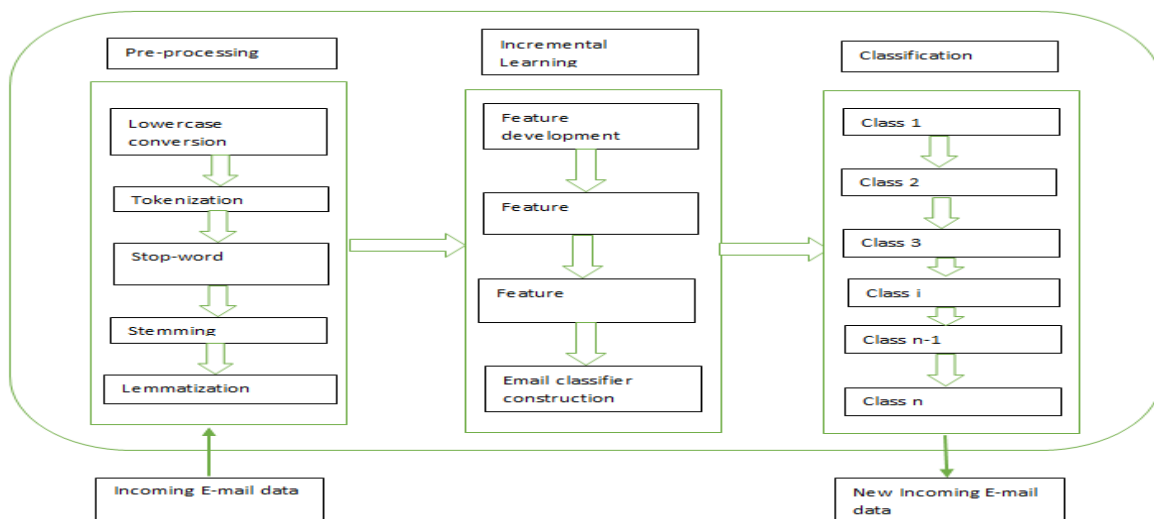 Pre-processing
Lowercase
conversion
Tokenization
Stop-word
Stemming
Lemmatization
Incoming E-mail data
Incremental
Learning
Feature
development
Feature
Feature
Email classifier
construction
Classification
Class 1
Class 2
Class 3
Class i
Class n-1
Class n
New Incoming E-mail
data